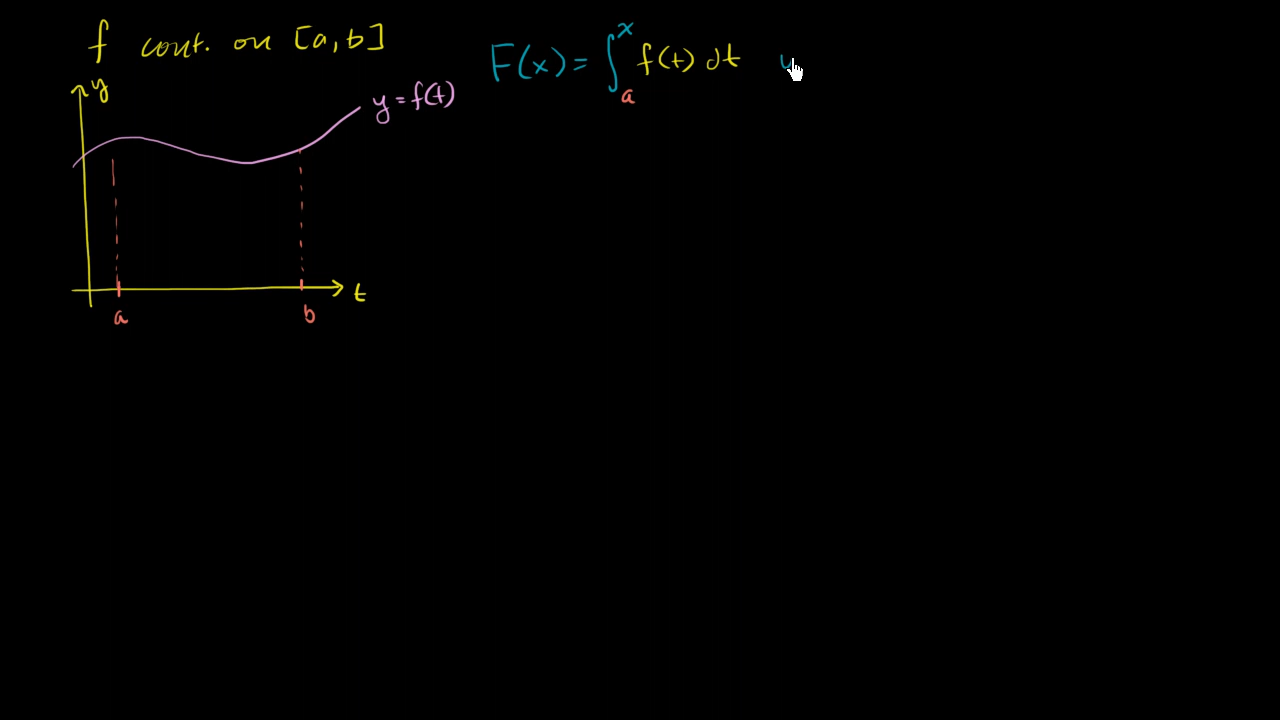 f cont. on [a,b]
F(x) = ∫ₐˣ f(t) dt
y
y = f(t)
t
a
b